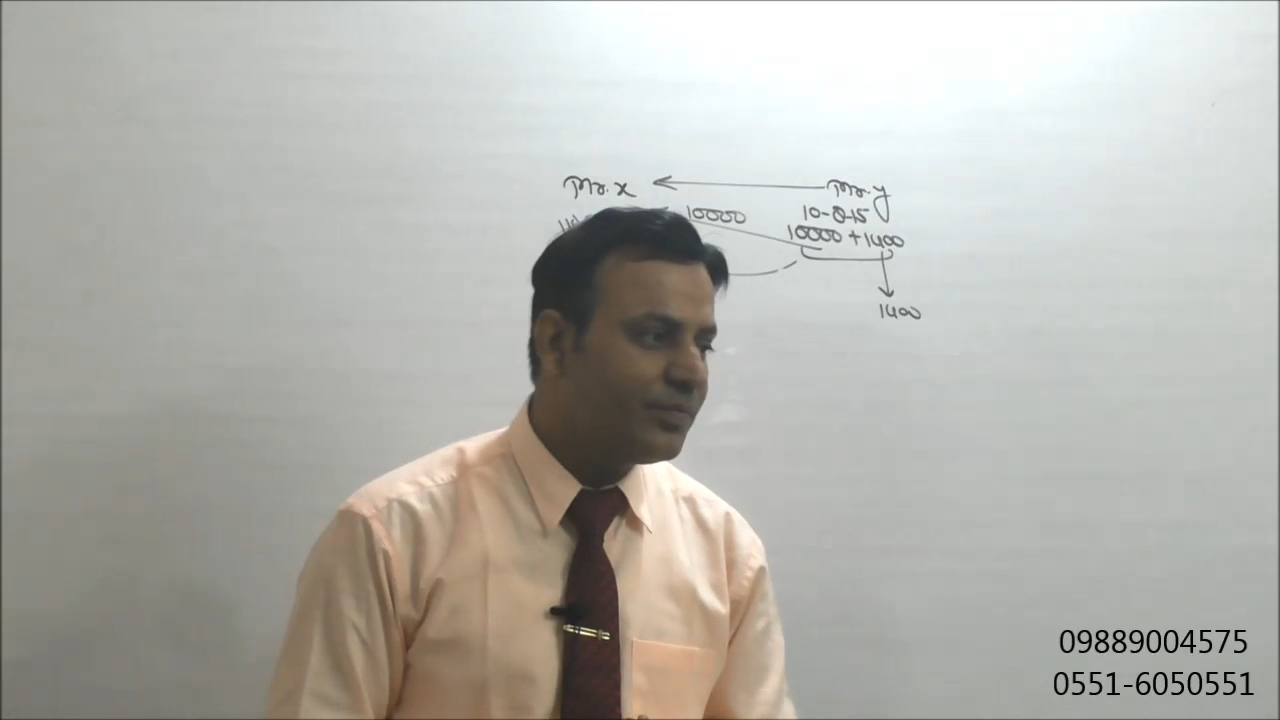 Mr. x Mr. y
10000 10-8-15
10000 + 1400
1400
09889004575
0551-6050551